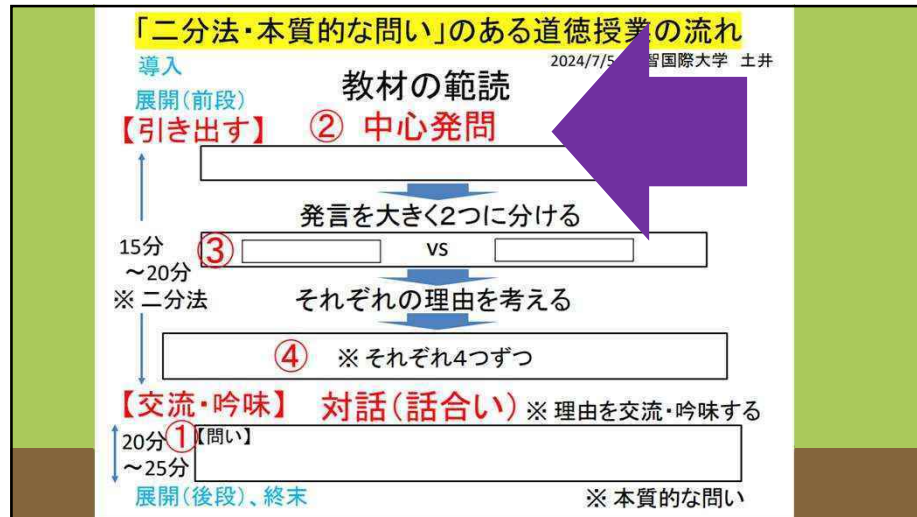 「二分法・本質的な問い」のある道徳授業の流れ
2024/7/5 智国際大学 土井
導入
教材の範読
展開(前段)
【引き出す】 ② 中心発問
発言を大きく2つに分ける
15分
～20分
③ vs
※ 二分法
それぞれの理由を考える
④ ※ それぞれ4つずつ
【交流・吟味】 対話(話合い) ※ 理由を交流・吟味する
20分
～25分
①【問い】
展開(後段)、終末
※ 本質的な問い